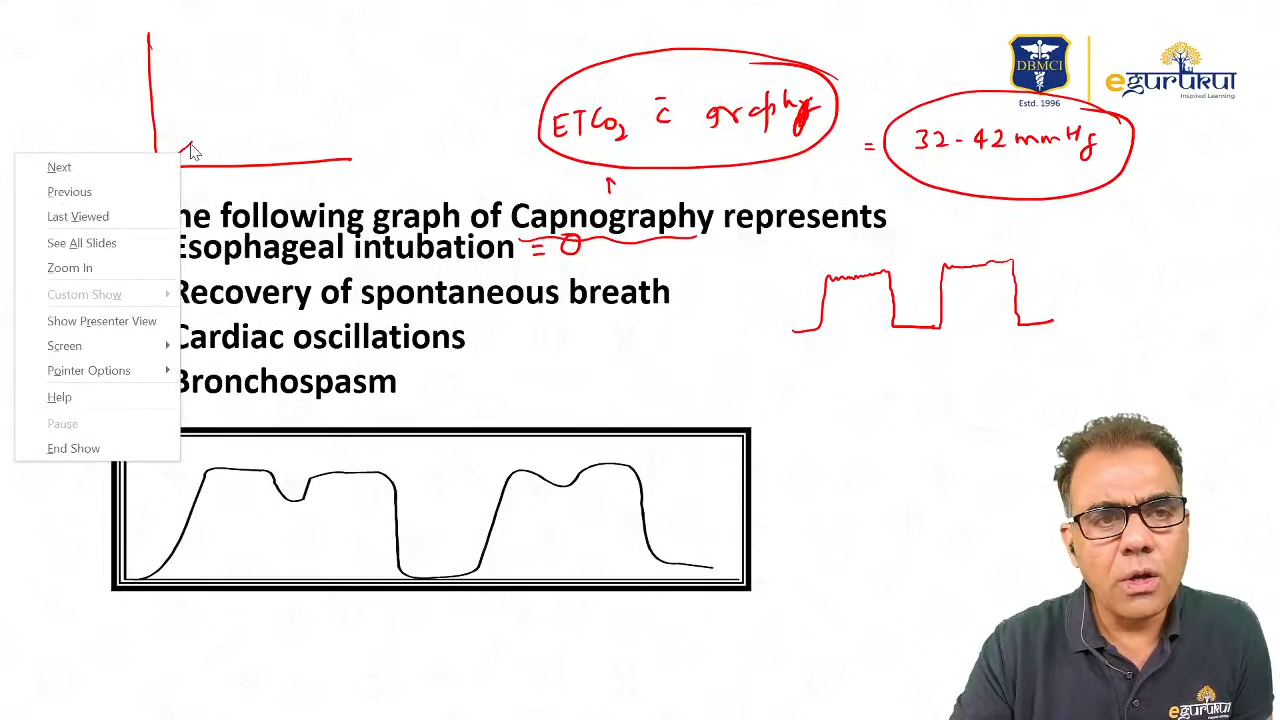 DBMCI
Estd. 1996
egurukul
Inspired Learning
ETCO2 c̄ graphy
= 32-42 mmHg
he following graph of Capnography represents
Esophageal intubation = 0
Recovery of spontaneous breath
Cardiac oscillations
Bronchospasm
Next
Previous
Last Viewed
See All Slides
Zoom In
Custom Show
Show Presenter View
Screen
Pointer Options
Help
Pause
End Show
egurukul